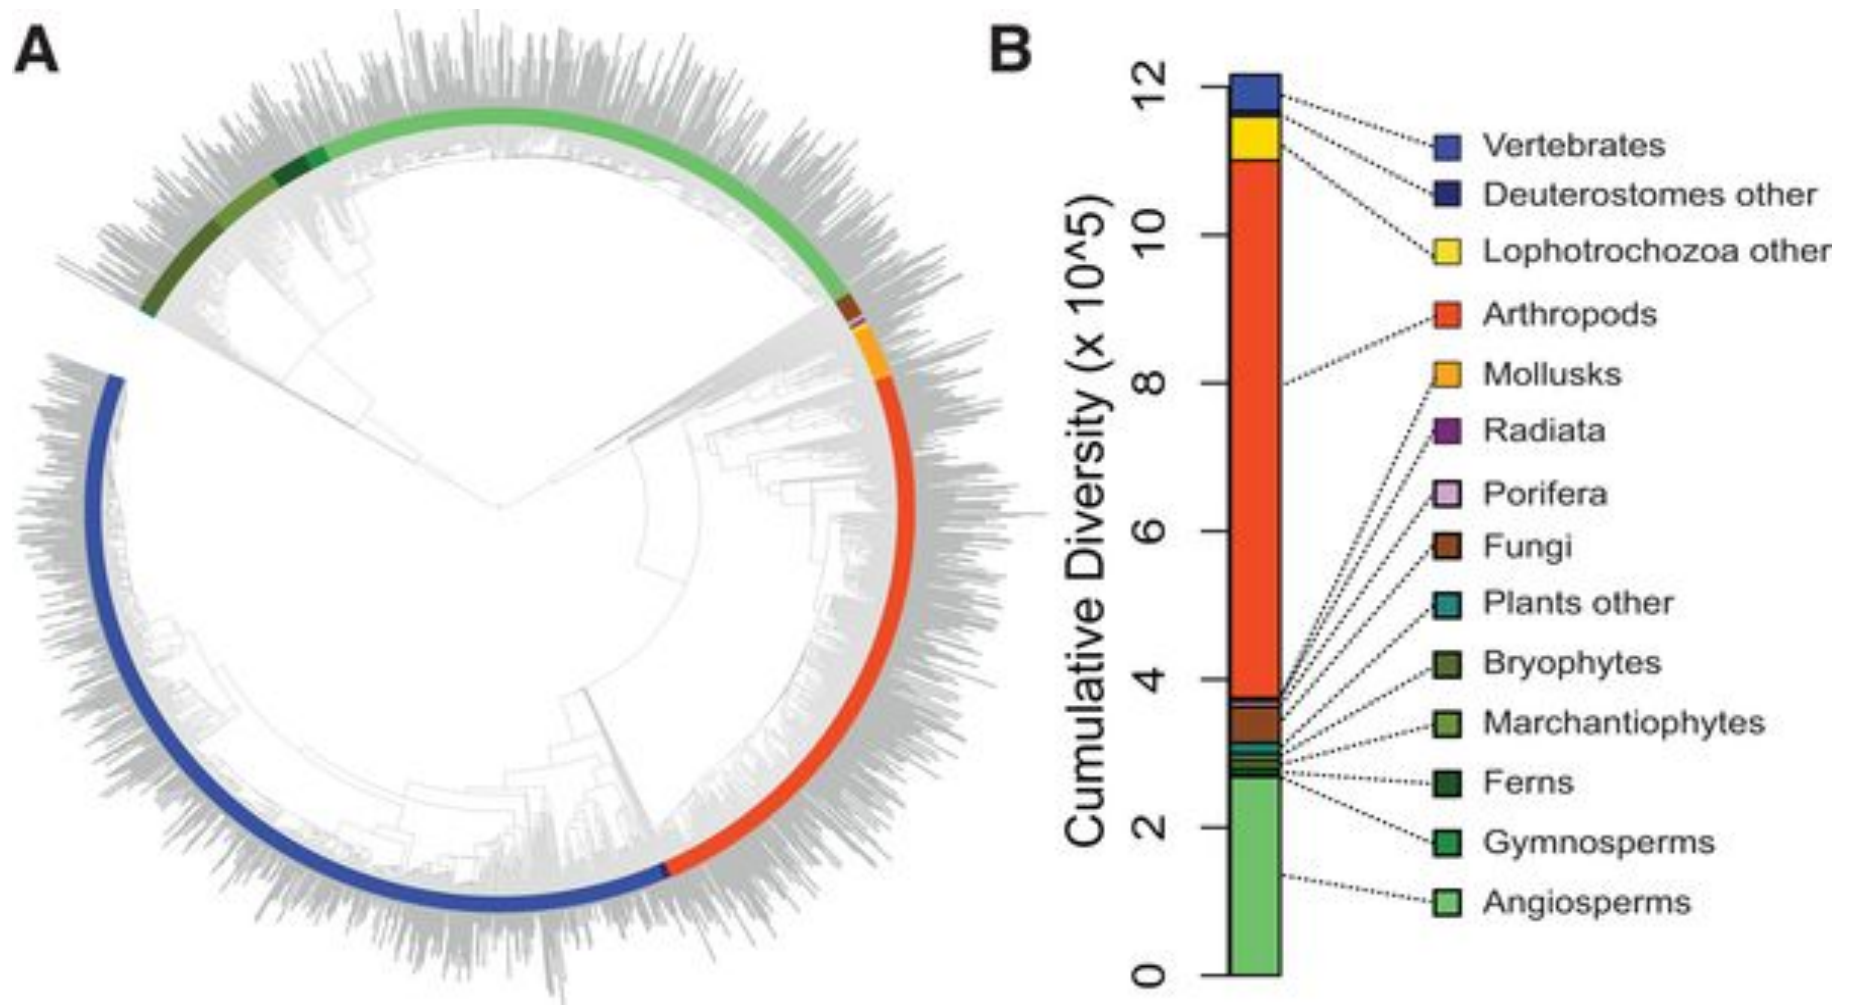 A
B
Cumulative Diversity (x 10^5)
12
10
8
6
4
2
0
Vertebrates
Deuterostomes other
Lophotrochozoa other
Arthropods
Mollusks
Radiata
Porifera
Fungi
Plants other
Bryophytes
Marchantiophytes
Ferns
Gymnosperms
Angiosperms